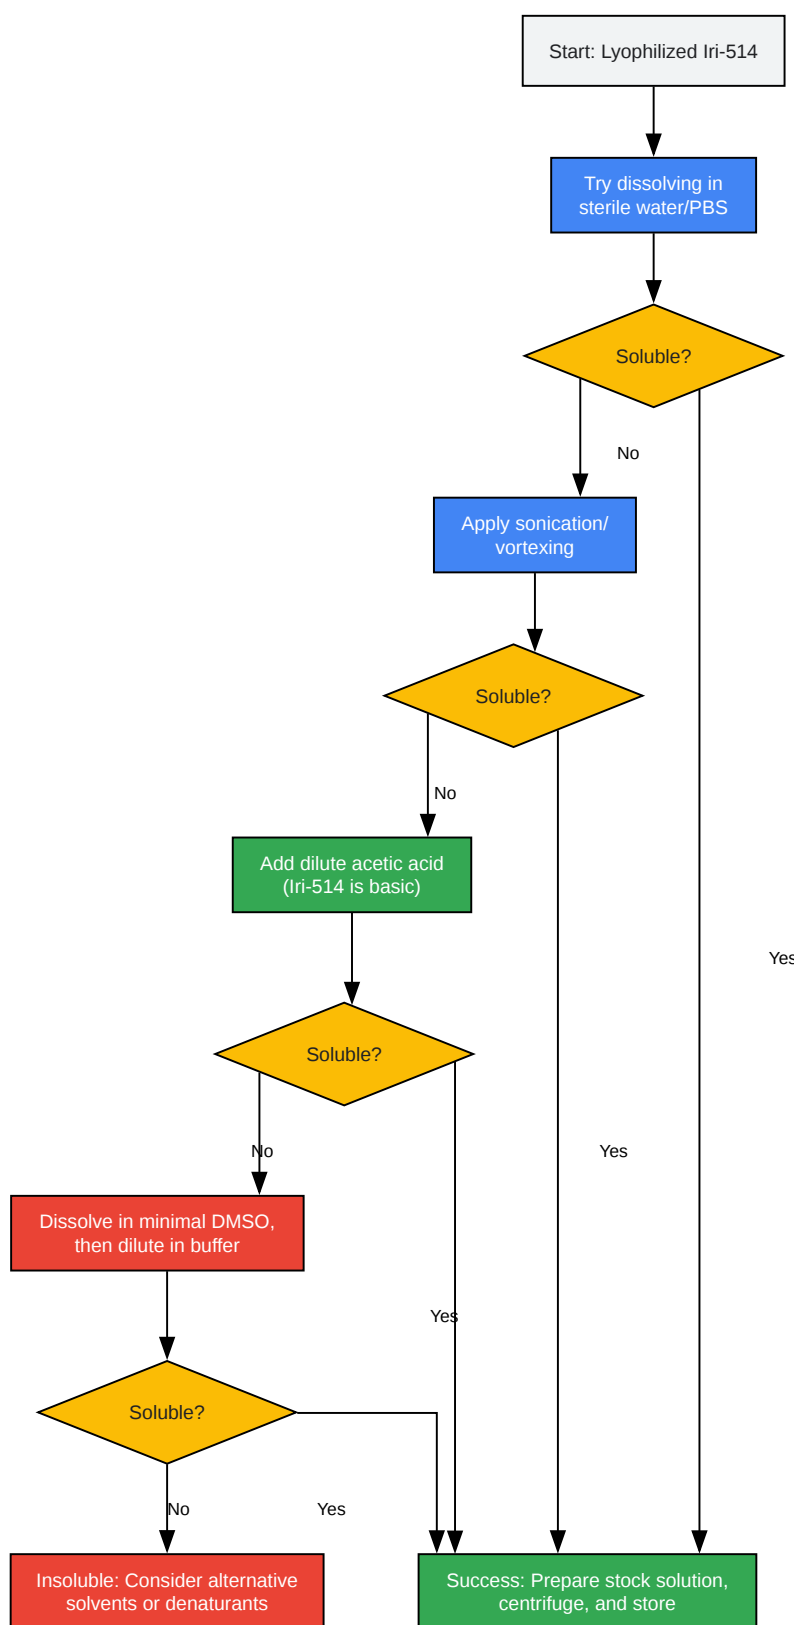 Start: Lyophilized Iri-514
Try dissolving in
sterile water/PBS
Soluble?
No
Apply sonication/
vortexing
Soluble?
No
Add dilute acetic acid
(Iri-514 is basic)
Yes
Soluble?
No
Yes
Dissolve in minimal DMSO,
then dilute in buffer
Yes
Soluble?
No
Yes
Insoluble: Consider alternative
solvents or denaturants
Success: Prepare stock solution,
centrifuge, and store